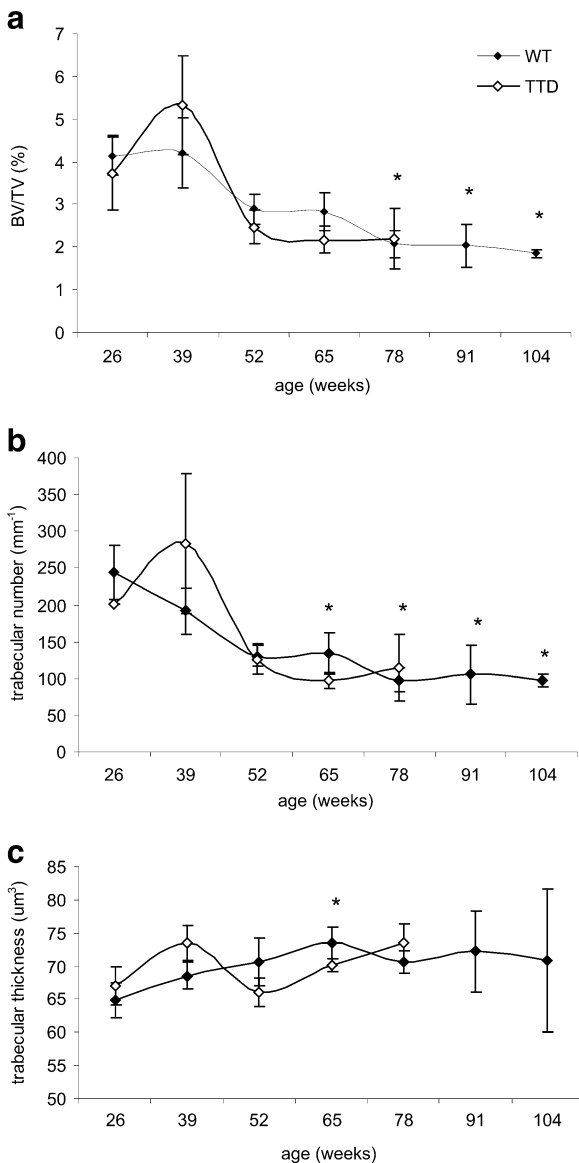 a
7
6
5
4
3
2
1
0
BV/TV (%)
WT
TTD
*
*
*
26 39 52 65 78 91 104
age (weeks)
b
400
350
300
250
200
150
100
50
0
trabecular number (mm-1)
*
*
*
*
26 39 52 65 78 91 104
age (weeks)
c
85
80
75
70
65
60
55
50
trabecular thickness (um3)
*
26 39 52 65 78 91 104
age (weeks)